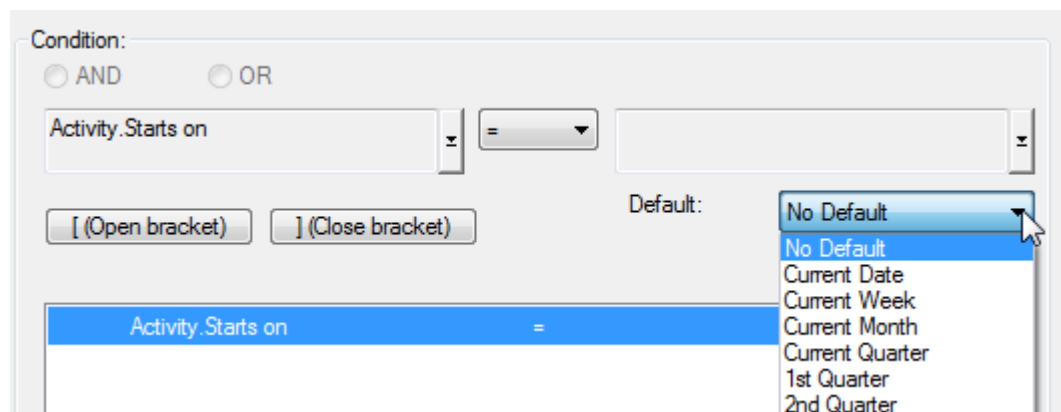 Condition:
AND OR
Activity.Starts on = 
[ (Open bracket) ] (Close bracket) Default: No Default
No Default
Current Date
Current Week
Current Month
Current Quarter
1st Quarter
2nd Quarter
Activity.Starts on =